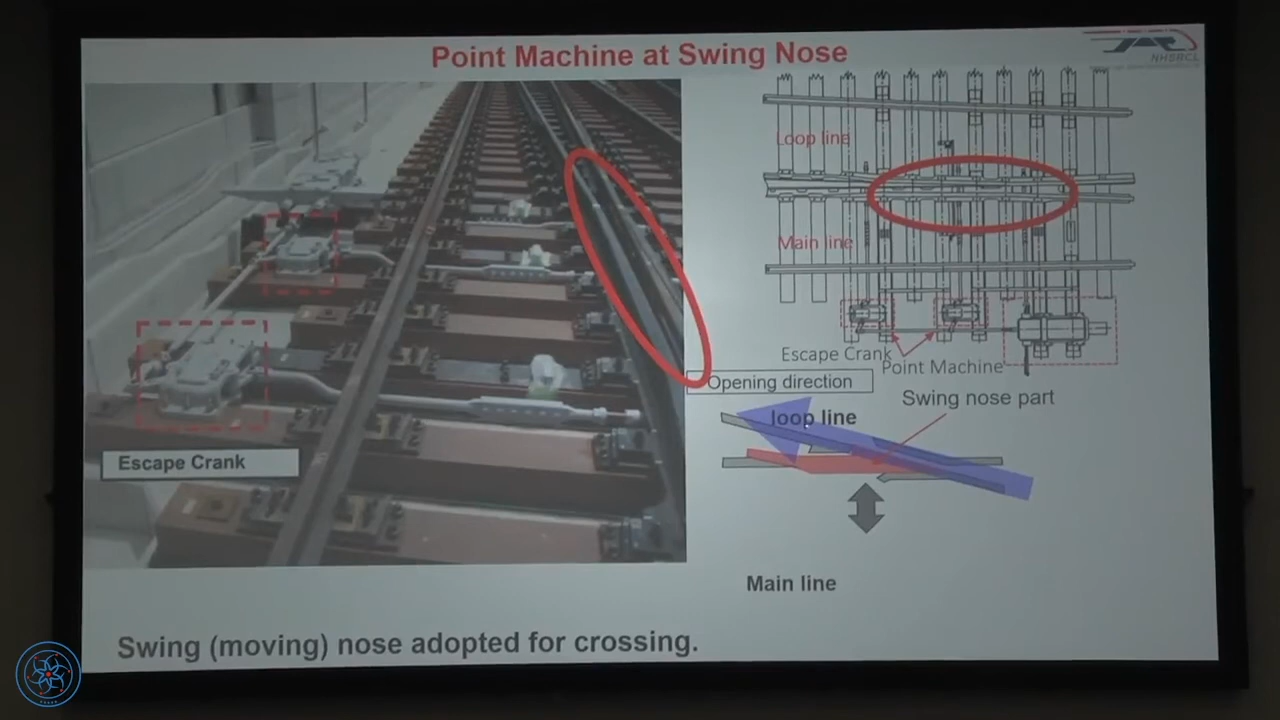 Point Machine at Swing Nose
NHSRCL
Loop line
Main line
Escape Crank
Point Machine
Opening direction
Swing nose part
loop line
Escape Crank
Main line
Swing (moving) nose adopted for crossing.